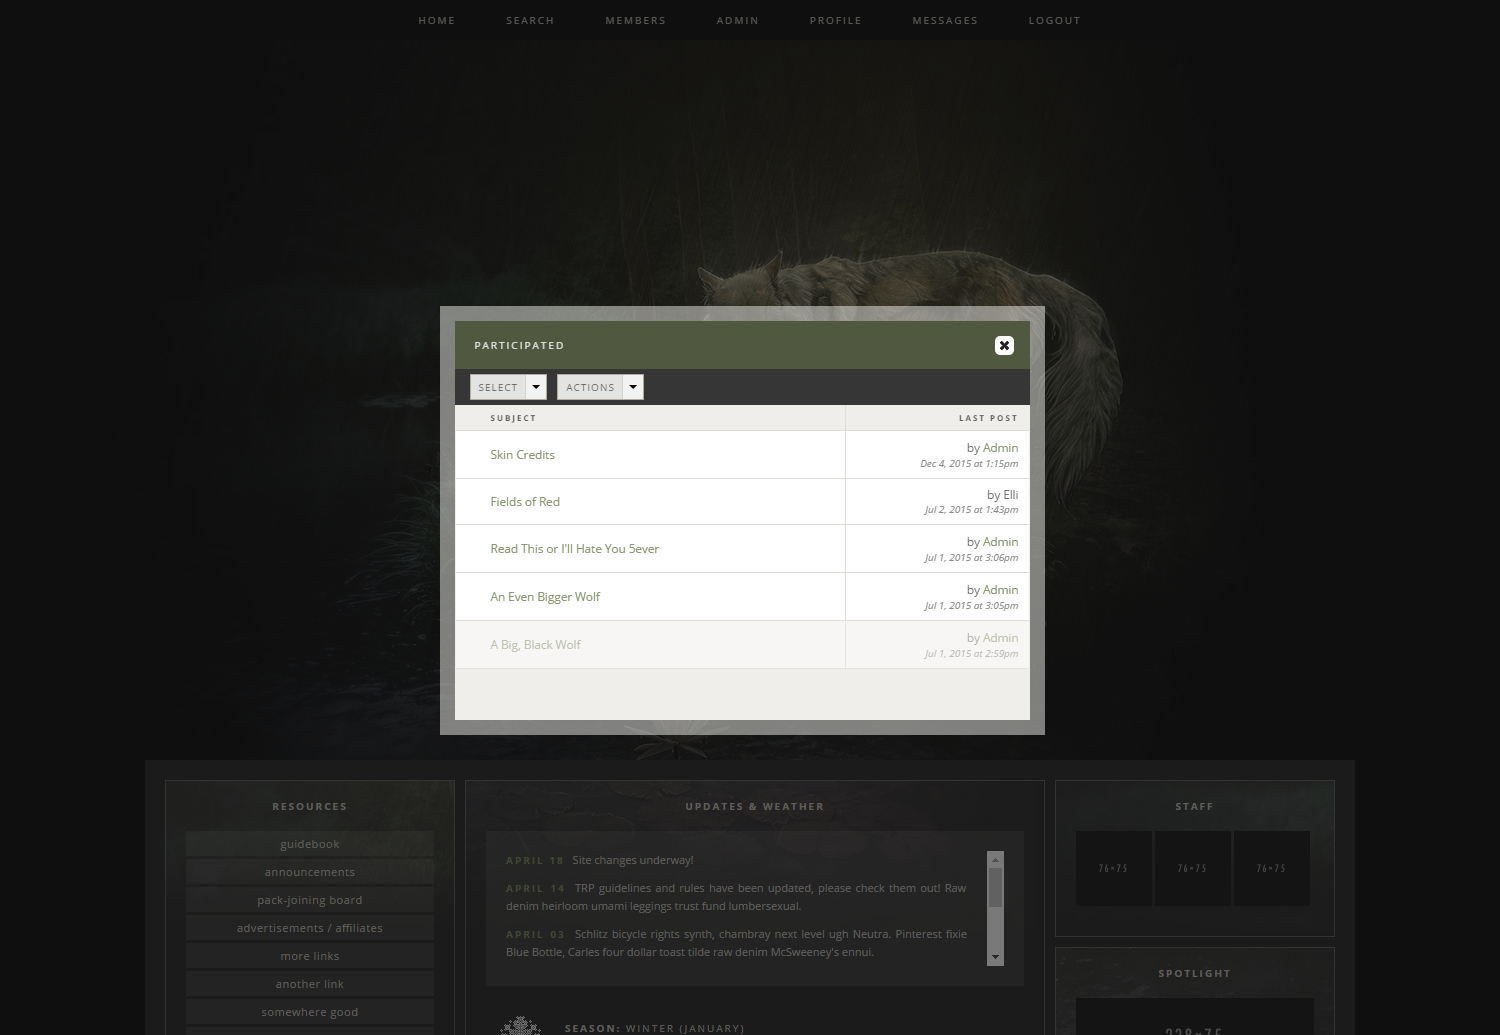 HOME SEARCH MEMBERS ADMIN PROFILE MESSAGES LOGOUT
PARTICIPATED
SELECT ACTIONS
SUBJECT LAST POST
Skin Credits by Admin
Dec 4, 2015 at 1:15pm
Fields of Red by Elli
Jul 2, 2015 at 1:43pm
Read This or I'll Hate You 5ever by Admin
Jul 1, 2015 at 3:06pm
An Even Bigger Wolf by Admin
Jul 1, 2015 at 3:05pm
A Big, Black Wolf by Admin
Jul 1, 2015 at 2:59pm
RESOURCES
guidebook
announcements
pack-joining board
advertisements / affiliates
more links
another link
somewhere good
UPDATES & WEATHER
APRIL 18 Site changes underway!
APRIL 14 TRP guidelines and rules have been updated, please check them out! Raw
denim heirloom umami leggings trust fund lumbersexual.
APRIL 03 Schlitz bicycle rights synth, chambray next level ugh Neutra. Pinterest fixie
Blue Bottle, Carles four dollar toast tilde raw denim McSweeney's ennui.
SEASON: WINTER (JANUARY)
STAFF
76×75 76×75 76×75
SPOTLIGHT